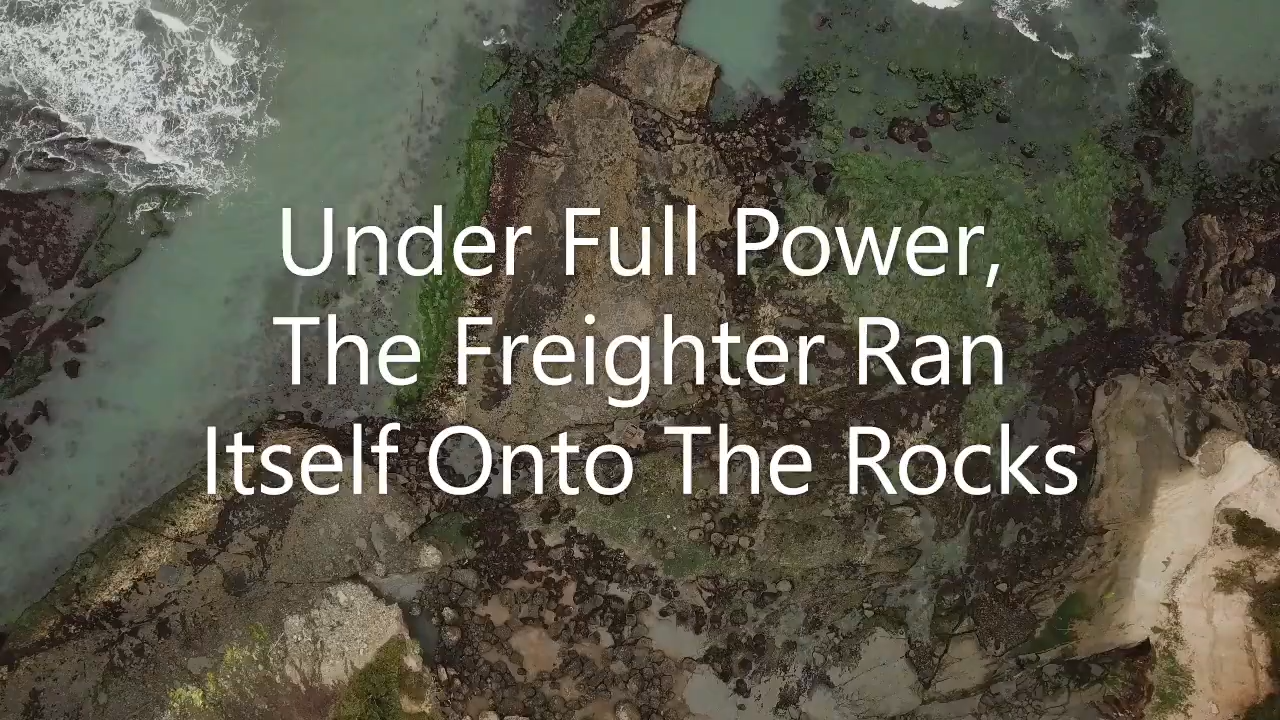 Under Full Power,
The Freighter Ran
Itself Onto The Rocks